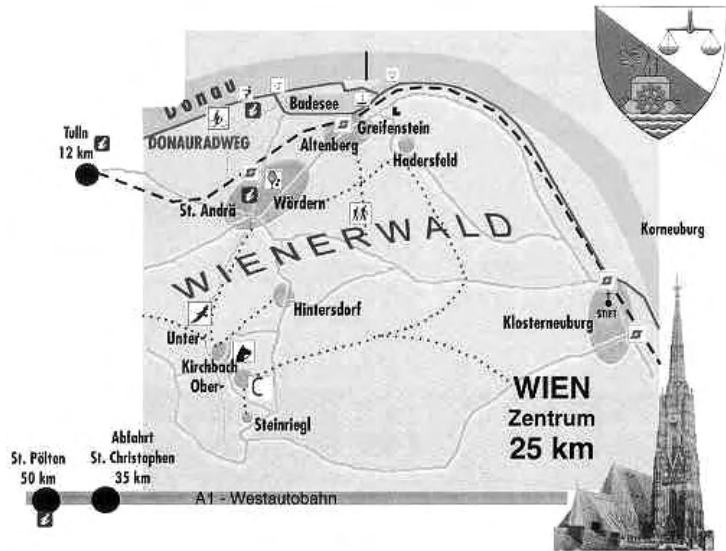 Donau
Badesee
DONAURADWEG
Tulln
12 km
Greifenstein
Altenberg
Hadersfeld
St. Andrä
Wördern
WIENERWALD
Korneuburg
Hintersdorf
STIFT
Klosterneuburg
Unter-
Kirchbach
Ober-
Steinriegl
WIEN
Zentrum
25 km
St. Pölten
50 km
Abfahrt
St. Christophen
35 km
A1 - Westautobahn